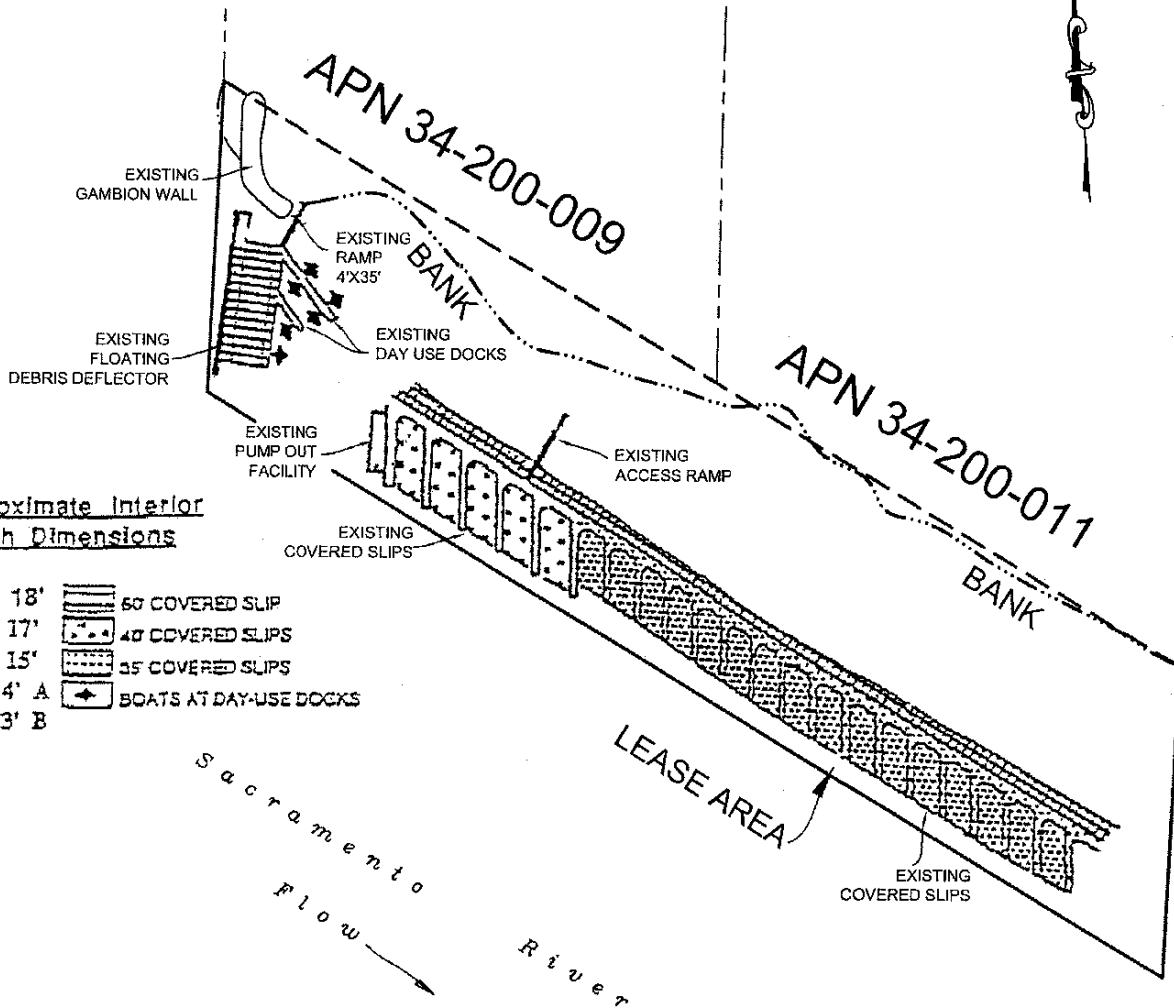 APN 34-200-009
EXISTING
GAMBION WALL
EXISTING
RAMP
4'X35'
BANK
EXISTING
DAY USE DOCKS
EXISTING
FLOATING
DEBRIS DEFLECTOR
APN 34-200-011
EXISTING
PUMP OUT
FACILITY
EXISTING
ACCESS RAMP
EXISTING
COVERED SLIPS
BANK
oximate Interior
h Dimensions
18'
COVERED SLIP
17'
40' COVERED SLIPS
15'
35' COVERED SLIPS
4' A
BOATS AT DAY-USE DOCKS
3' B
LEASE AREA
EXISTING
COVERED SLIPS
Sacramento River
Flow